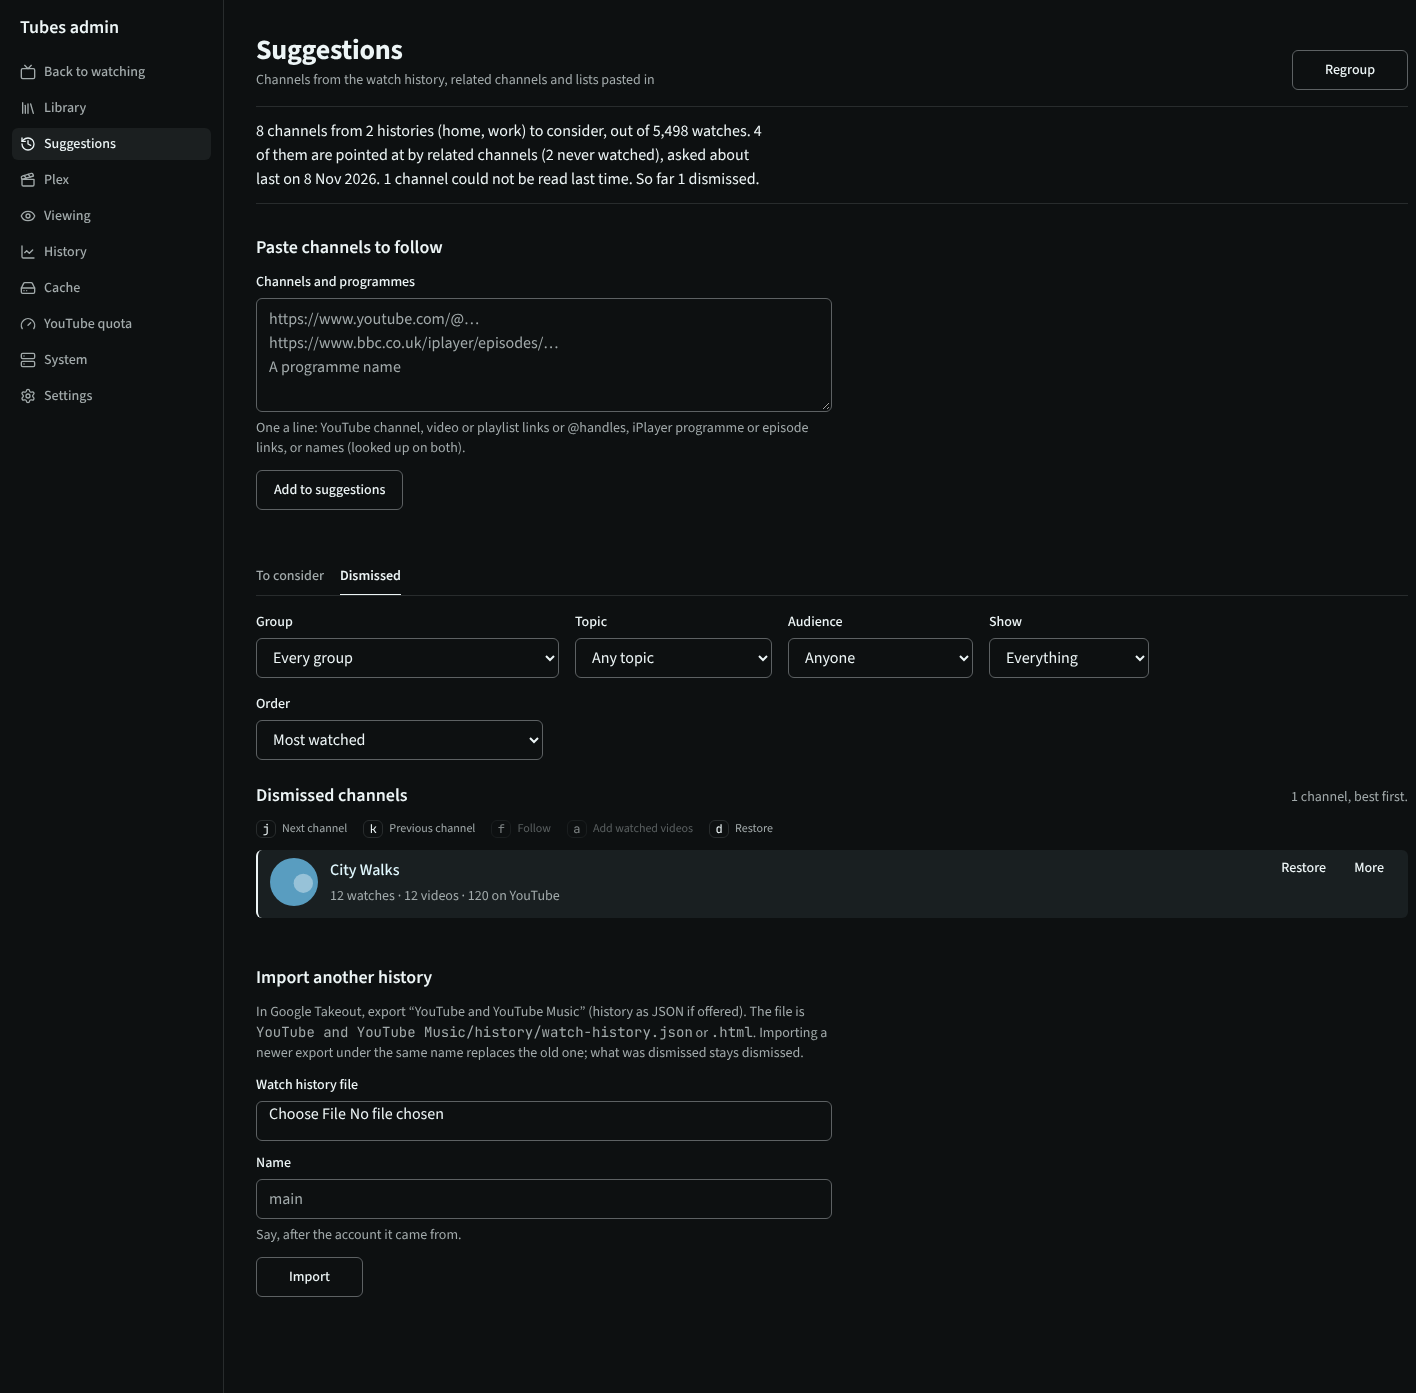 Tubes admin
Back to watching
Library
Suggestions
Plex
Viewing
History
Cache
YouTube quota
System
Settings
Suggestions
Channels from the watch history, related channels and lists pasted in
Regroup
8 channels from 2 histories (home, work) to consider, out of 5,498 watches. 4
of them are pointed at by related channels (2 never watched), asked about
last on 8 Nov 2026. 1 channel could not be read last time. So far 1 dismissed.
Paste channels to follow
Channels and programmes
https://www.youtube.com/@…
https://www.bbc.co.uk/iplayer/episodes/…
A programme name
One a line: YouTube channel, video or playlist links or @handles, iPlayer programme or episode
links, or names (looked up on both).
Add to suggestions
To consider Dismissed
Group Topic Audience Show
Every group Any topic Anyone Everything
Order
Most watched
Dismissed channels 1 channel, best first.
j Next channel k Previous channel f Follow a Add watched videos d Restore
City Walks Restore More
12 watches · 12 videos · 120 on YouTube
Import another history
In Google Takeout, export “YouTube and YouTube Music” (history as JSON if offered). The file is
YouTube and YouTube Music/history/watch-history.json or .html. Importing a
newer export under the same name replaces the old one; what was dismissed stays dismissed.
Watch history file
Choose File No file chosen
Name
main
Say, after the account it came from.
Import